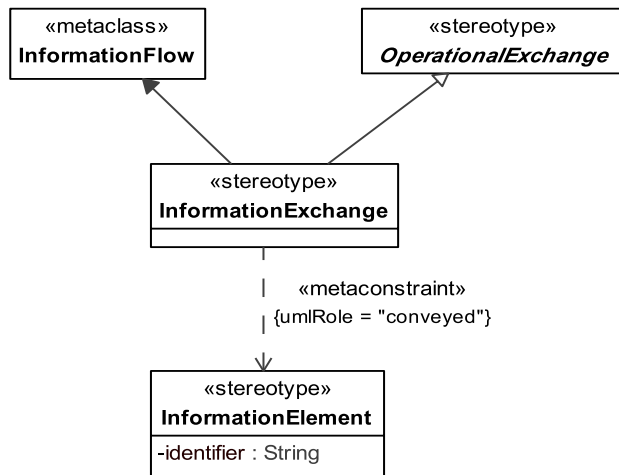 «metaclass»
InformationFlow
«stereotype»
OperationalExchange
«stereotype»
InformationExchange
«metaconstraint»
{umlRole = "conveyed"}
«stereotype»
InformationElement
-identifier : String